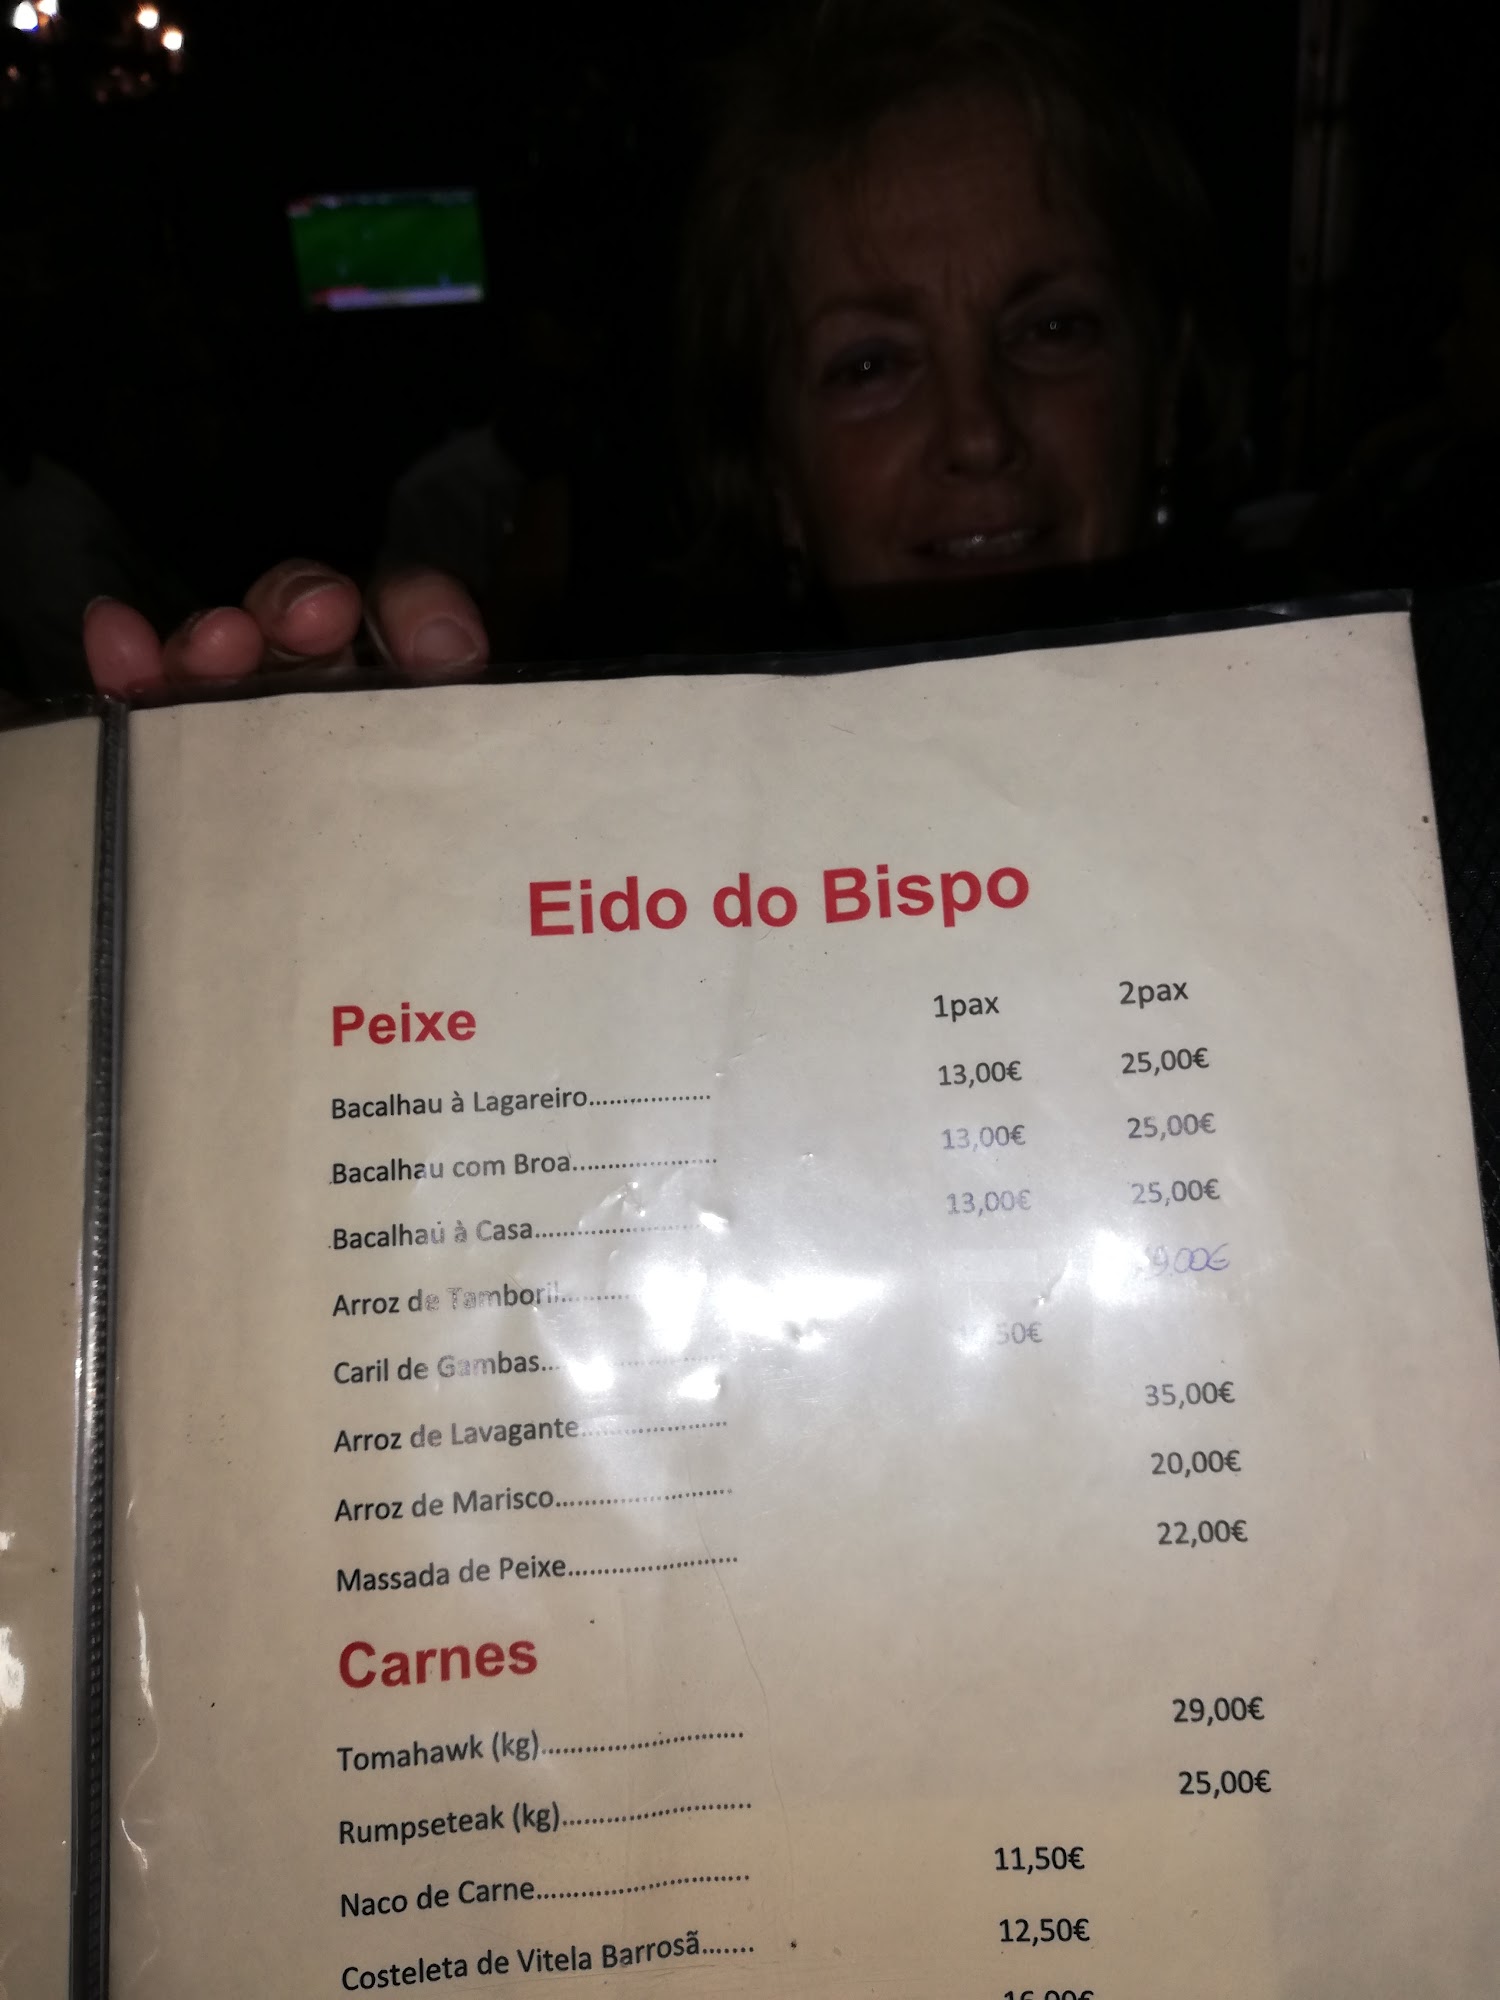 Eido do Bispo
Peixe 1pax 2pax
Bacalhau à Lagareiro.................. 13,00€ 25,00€
Bacalhau com Broa..................... 13,00€ 25,00€
Bacalhau à Casa......................... 13,00€ 25,00€
Arroz de Tamboril..........
Caril de Gambas...
Arroz de Lavagante..................... 35,00€
Arroz de Marisco.......................... 20,00€
Massada de Peixe......................... 22,00€
Carnes
Tomahawk (kg)............................. 29,00€
Rumpseteak (kg)........................... 25,00€
Naco de Carne............................... 11,50€
Costeleta de Vitela Barrosã....... 12,50€